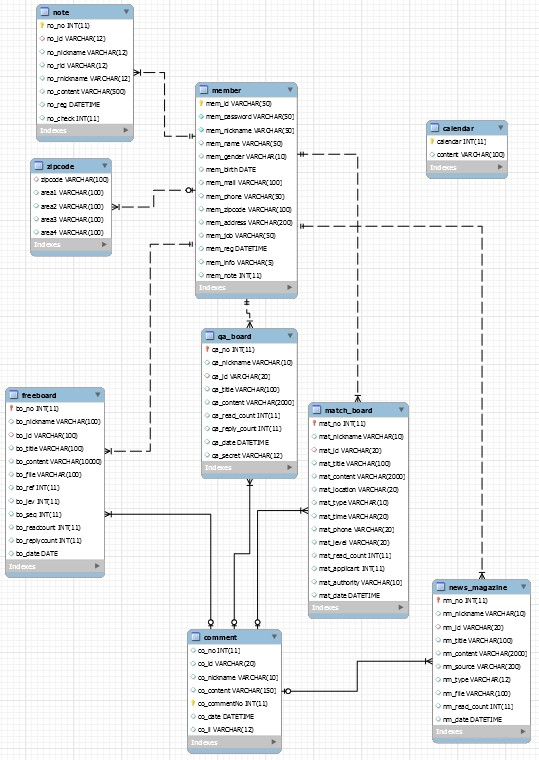 note
no_no INT(11)
no_id VARCHAR(12)
no_nickname VARCHAR(12)
no_rid VARCHAR(12)
no_rnickname VARCHAR(12)
no_content VARCHAR(500)
no_reg DATETIME
no_check INT(11)
Indexes
zipcode
zipcode VARCHAR(100)
area1 VARCHAR(100)
area2 VARCHAR(100)
area3 VARCHAR(100)
area4 VARCHAR(100)
Indexes
member
mem_id VARCHAR(50)
mem_password VARCHAR(50)
mem_nickname VARCHAR(50)
mem_name VARCHAR(50)
mem_gender VARCHAR(10)
mem_birth DATE
mem_mail VARCHAR(100)
mem_phone VARCHAR(50)
mem_zipcode VARCHAR(100)
mem_address VARCHAR(200)
mem_job VARCHAR(50)
mem_reg DATETIME
mem_info VARCHAR(5)
mem_note INT(11)
Indexes
calendar
calendar INT(11)
content VARCHAR(100)
Indexes
qa_board
qa_no INT(11)
qa_nickname VARCHAR(10)
qa_id VARCHAR(20)
qa_title VARCHAR(100)
qa_content VARCHAR(2000)
qa_read_count INT(11)
qa_reply_count INT(11)
qa_date DATETIME
qa_secret VARCHAR(12)
Indexes
freeboard
bo_no INT(11)
bo_nickname VARCHAR(100)
bo_id VARCHAR(100)
bo_title VARCHAR(100)
bo_content VARCHAR(10000)
bo_file VARCHAR(100)
bo_ref INT(11)
bo_lev INT(11)
bo_seq INT(11)
bo_readcount INT(11)
bo_replycount INT(11)
bo_date DATE
Indexes
match_board
mat_no INT(11)
mat_nickname VARCHAR(10)
mat_id VARCHAR(20)
mat_title VARCHAR(100)
mat_content VARCHAR(2000)
mat_location VARCHAR(20)
mat_type VARCHAR(10)
mat_time VARCHAR(20)
mat_phone VARCHAR(20)
mat_level VARCHAR(20)
mat_read_count INT(11)
mat_applicant INT(11)
mat_authority VARCHAR(10)
mat_date DATETIME
Indexes
comment
co_no INT(11)
co_id VARCHAR(20)
co_nickname VARCHAR(10)
co_content VARCHAR(150)
co_commentNo INT(11)
co_date DATETIME
co_li VARCHAR(12)
Indexes
news_magazine
nm_no INT(11)
nm_nickname VARCHAR(10)
nm_id VARCHAR(20)
nm_title VARCHAR(100)
nm_content VARCHAR(2000)
nm_source VARCHAR(200)
nm_type VARCHAR(12)
nm_file VARCHAR(100)
nm_read_count INT(11)
nm_date DATETIME
Indexes